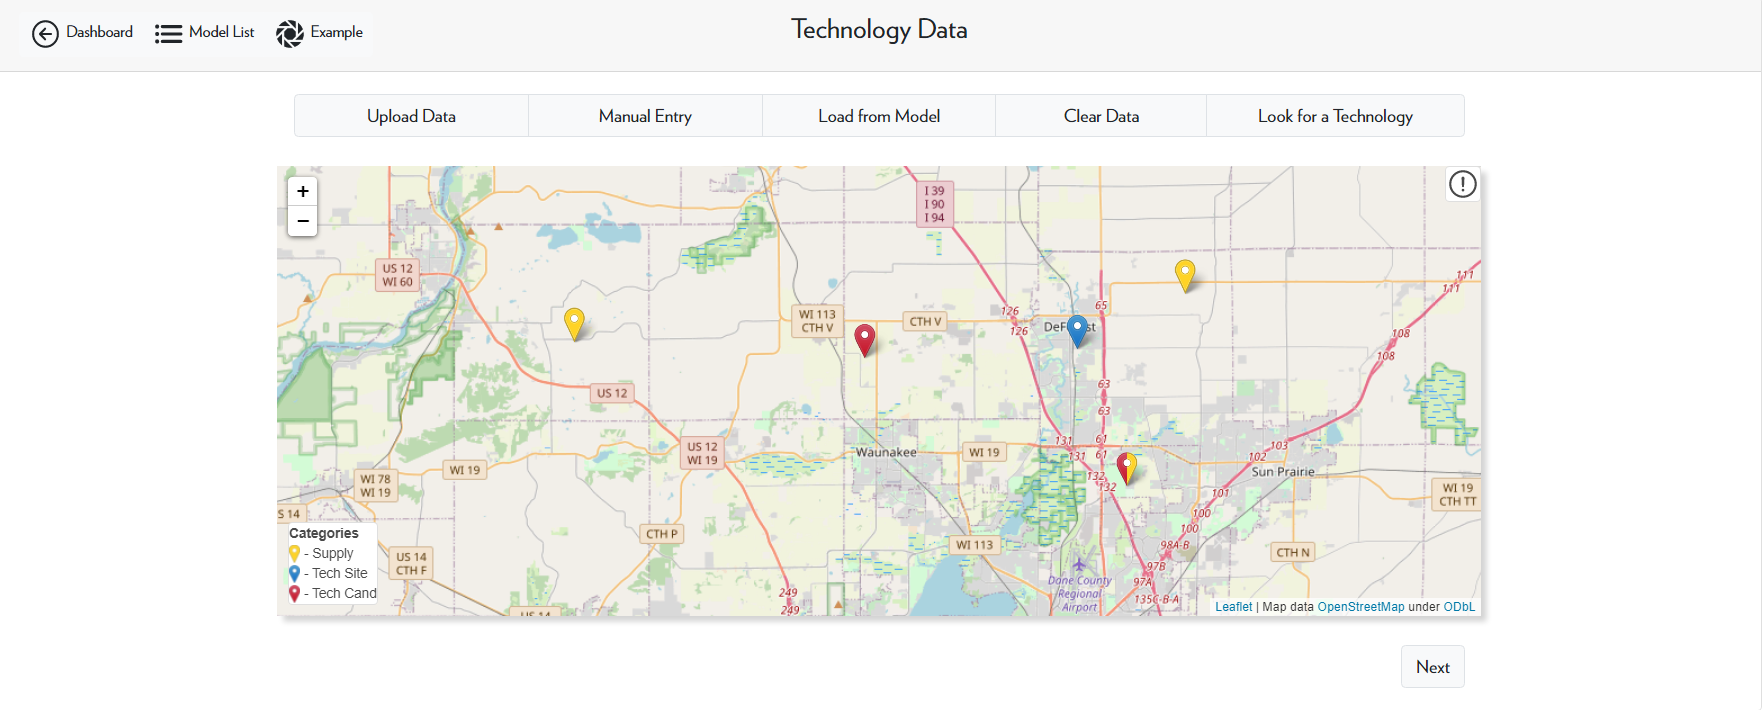 Dashboard
Model List
Example
Technology Data
Upload Data
Manual Entry
Load from Model
Clear Data
Look for a Technology
+
−
!
I 39
I 90
I 94
US 12
WI 60
111
111
WI 113
CTH V
CTH V
126
126
65
108
108
US 12
63
63
US 12
WI 19
Waunakee
WI 19
131
131
61
61
103
102
Sun Prairie
WI 19
WI 78
WI 19
132
132
101
WI 19
CTH TT
S 14
100
100
Categories
- Supply
- Tech Site
- Tech Cand
CTH P
WI 113
98A-B
CTH N
US 14
CTH F
97B
97A
Dane County
Regional
Airport
249
249
135C-B-A
US 14
Leaflet | Map data OpenStreetMap under ODbL
Next